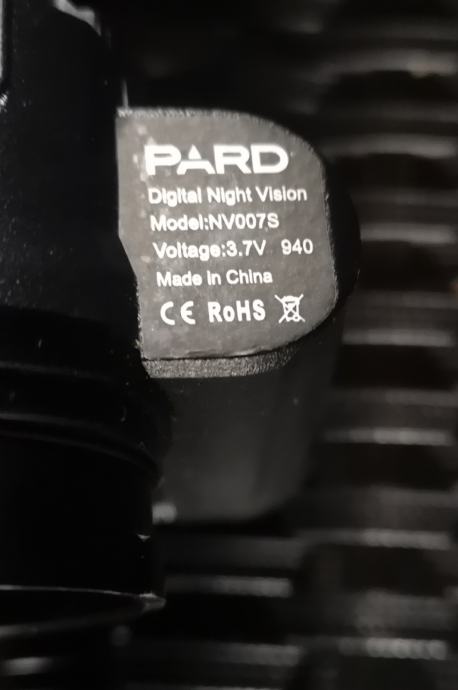 PARD
Digital Night Vision
Model:NV007S
Voltage:3.7V 940
Made in China
CE RoHS